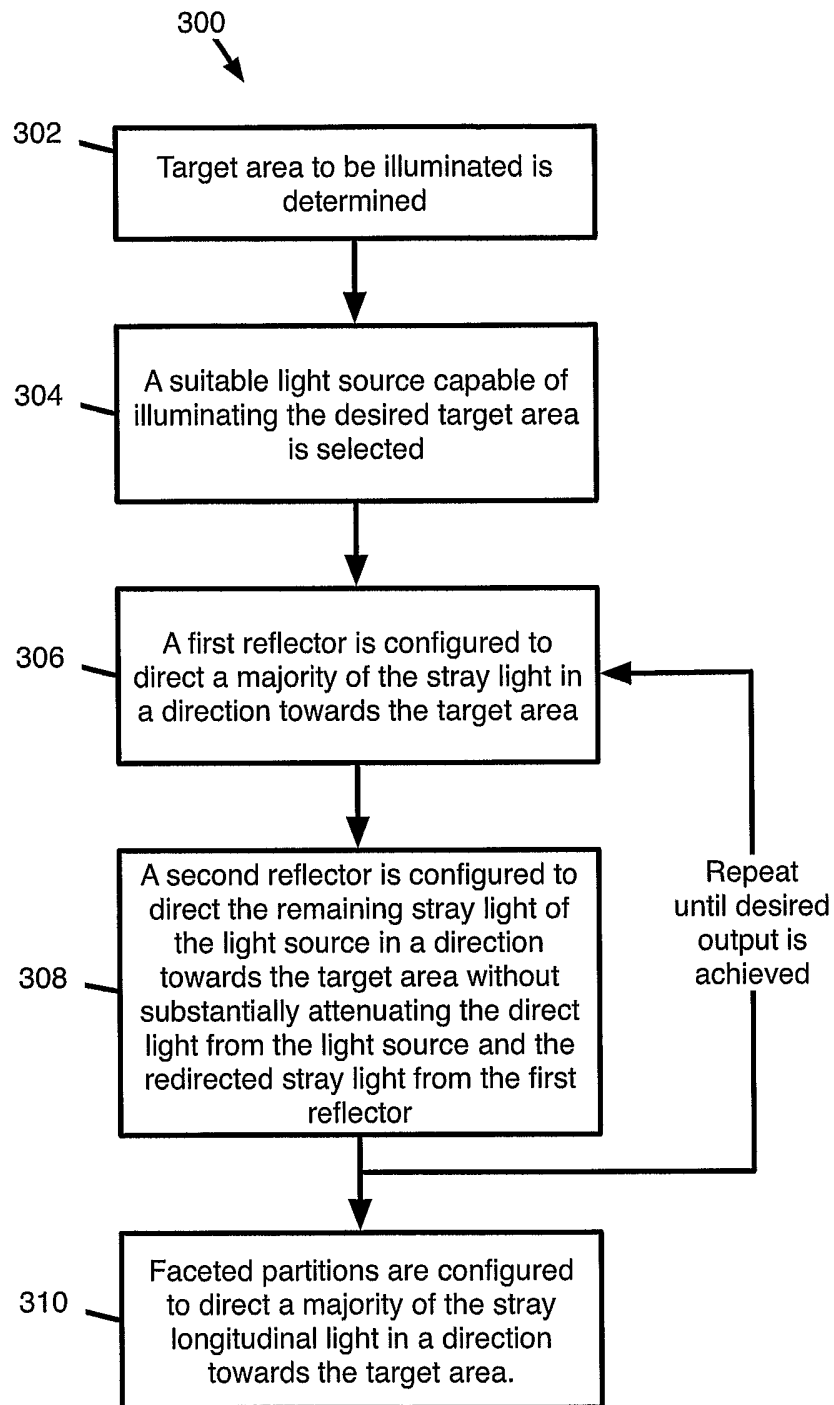 300
302
Target area to be illuminated is
determined
304
A suitable light source capable of
illuminating the desired target area
is selected
306
A first reflector is configured to
direct a majority of the stray light in
a direction towards the target area
308
A second reflector is configured to
direct the remaining stray light of
the light source in a direction
towards the target area without
substantially attenuating the direct
light from the light source and the
redirected stray light from the first
reflector
Repeat
until desired
output is
achieved
310
Faceted partitions are configured
to direct a majority of the stray
longitudinal light in a direction
towards the target area.